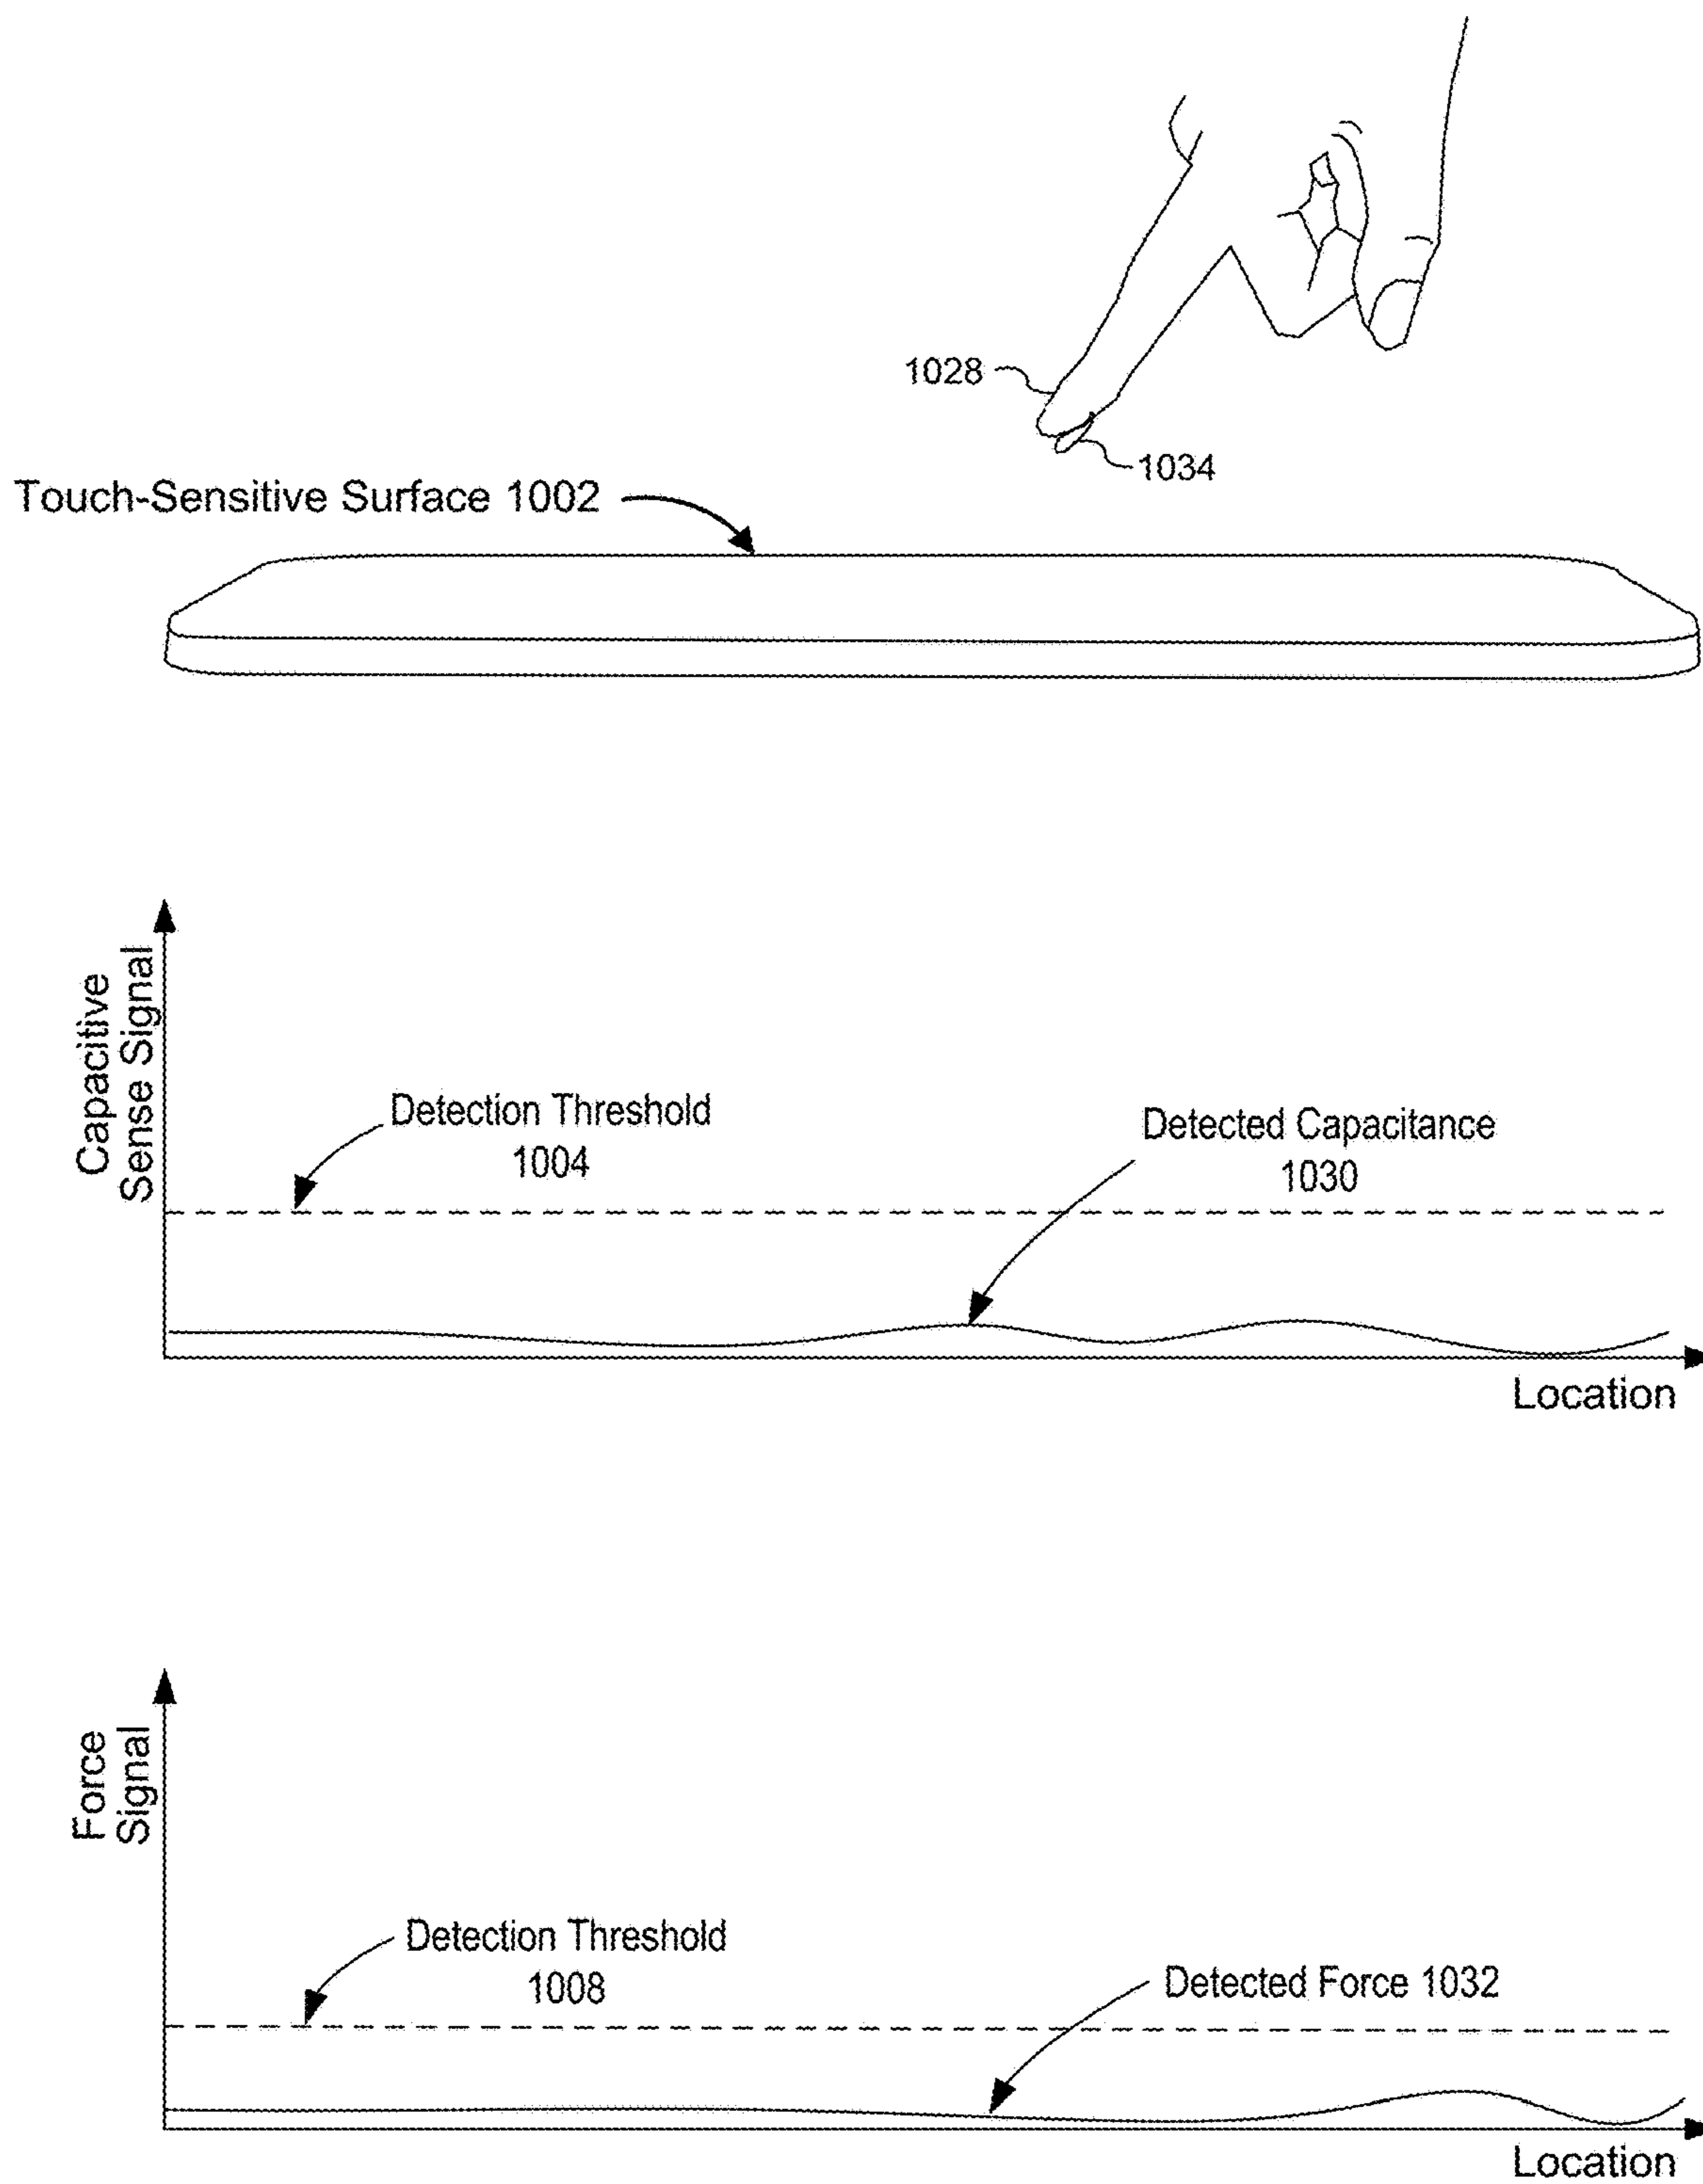 1028
1034
Touch-Sensitive Surface 1002
Capacitive
Sense Signal
Detection Threshold
1004
Detected Capacitance
1030
Location
Force
Signal
Detection Threshold
1008
Detected Force 1032
Location